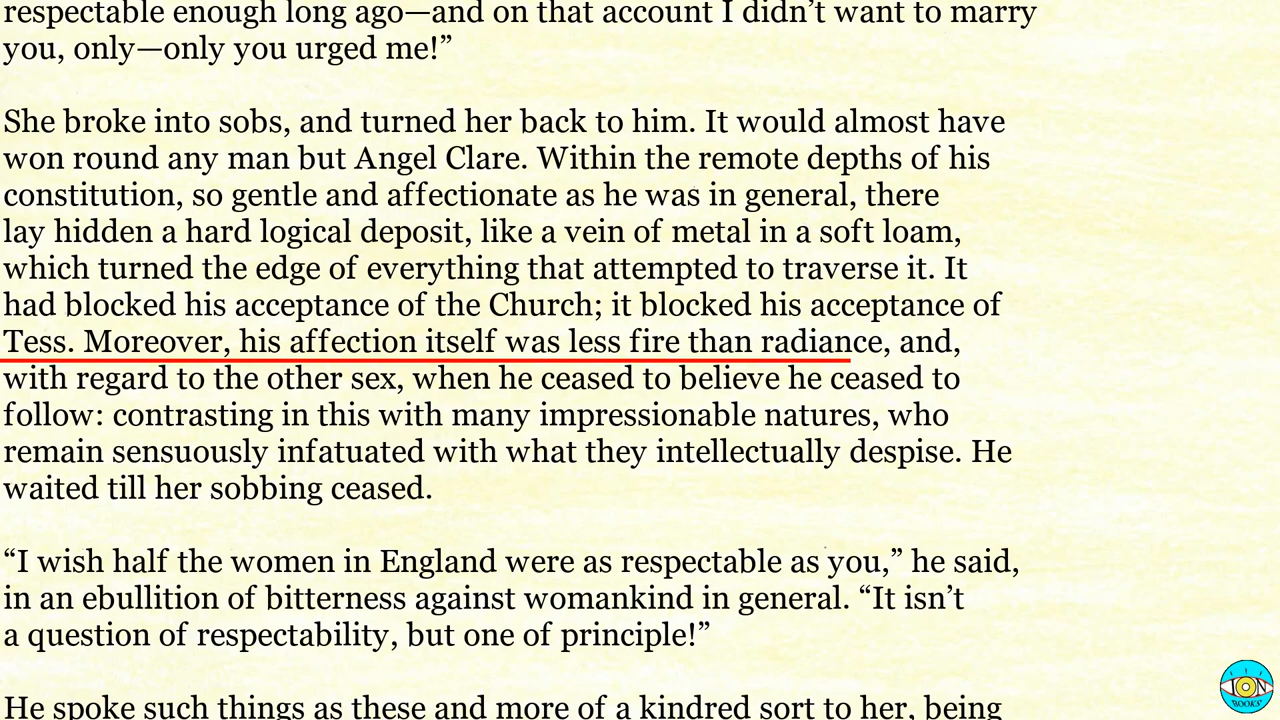 respectable enough long ago—and on that account I didn’t want to marry
you, only—only you urged me!”
She broke into sobs, and turned her back to him. It would almost have
won round any man but Angel Clare. Within the remote depths of his
constitution, so gentle and affectionate as he was in general, there
lay hidden a hard logical deposit, like a vein of metal in a soft loam,
which turned the edge of everything that attempted to traverse it. It
had blocked his acceptance of the Church; it blocked his acceptance of
Tess. Moreover, his affection itself was less fire than radiance, and,
with regard to the other sex, when he ceased to believe he ceased to
follow: contrasting in this with many impressionable natures, who
remain sensuously infatuated with what they intellectually despise. He
waited till her sobbing ceased.
“I wish half the women in England were as respectable as you,” he said,
in an ebullition of bitterness against womankind in general. “It isn’t
a question of respectability, but one of principle!”
He spoke such things as these and more of a kindred sort to her, being
ION
BOOKS